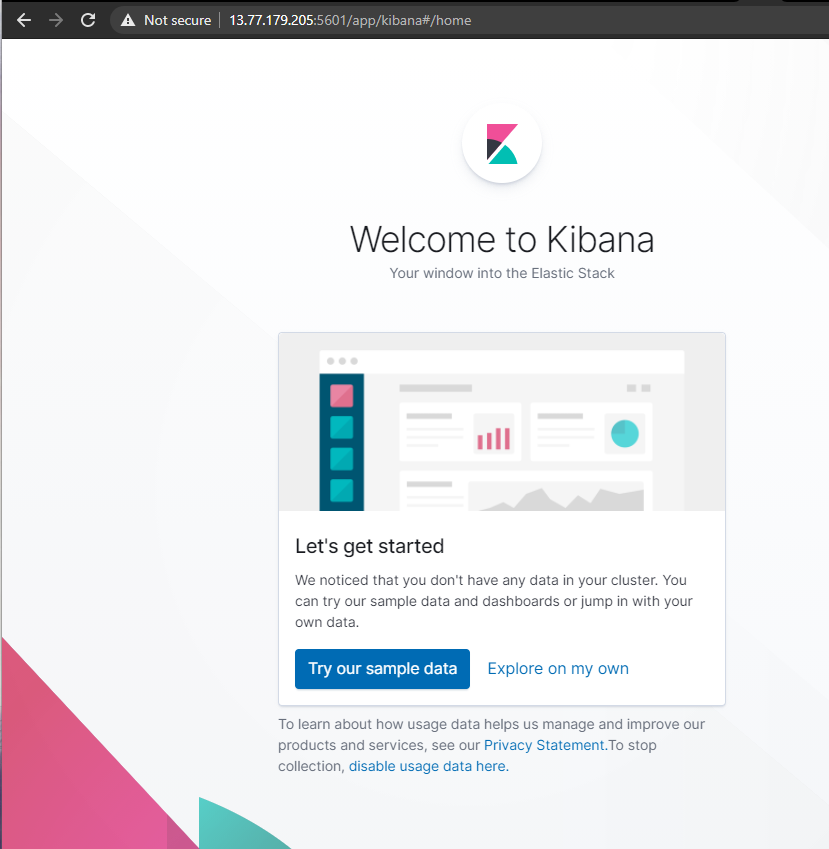 Not secure 13.77.179.205:5601/app/kibana#/home
Welcome to Kibana
Your window into the Elastic Stack
Let's get started
We noticed that you don't have any data in your cluster. You
can try our sample data and dashboards or jump in with your
own data.
Try our sample data Explore on my own
To learn about how usage data helps us manage and improve our
products and services, see our Privacy Statement.To stop
collection, disable usage data here.